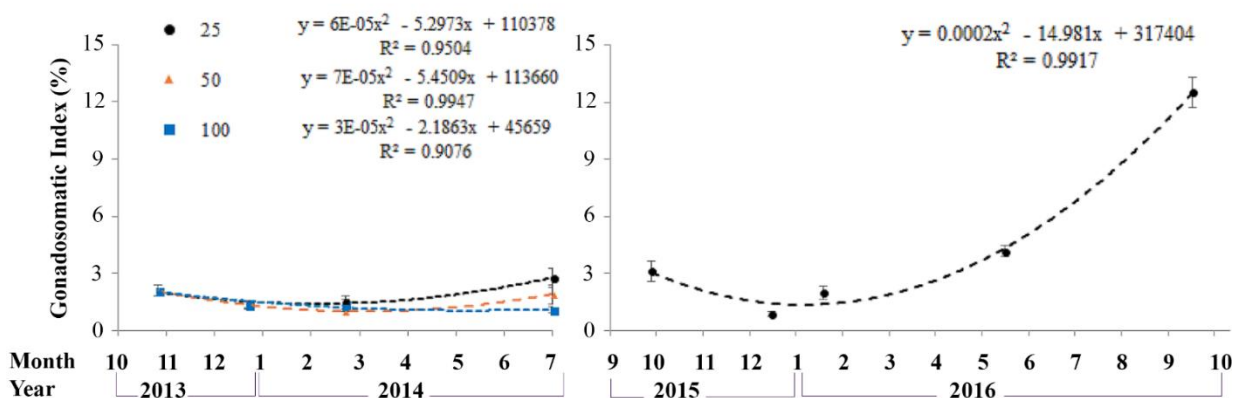 25
50
100
y = 6E-05x² - 5.2973x + 110378
R² = 0.9504
y = 7E-05x² - 5.4509x + 113660
R² = 0.9947
y = 3E-05x² - 2.1863x + 45659
R² = 0.9076
y = 0.0002x² - 14.981x + 317404
R² = 0.9917
Gonadosomatic Index (%)
15
12
9
6
3
0
15
12
9
6
3
0
Month 10 11 12 1 2 3 4 5 6 7 9 10 11 12 1 2 3 4 5 6 7 8 9 10
Year 2013 2014 2015 2016